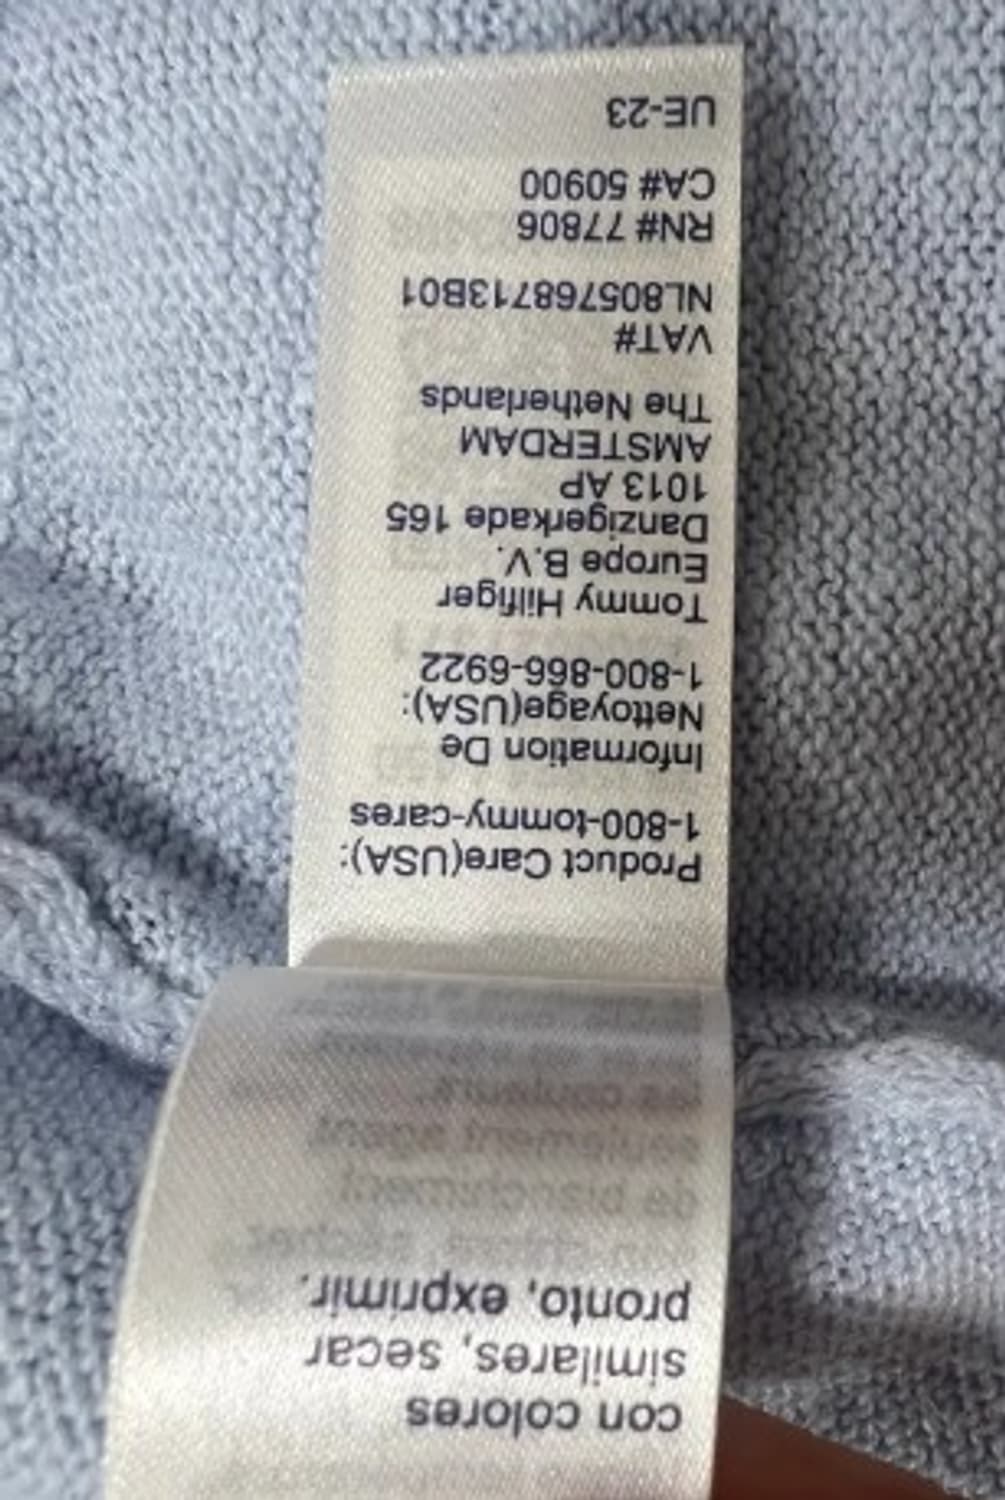 con colores
similares, secar
pronto, exprimir.
Product Care(USA):
1-800-tommy-cares
Information De
Nettoyage(USA):
1-800-866-6922
Tommy Hilfiger
Europe B.V.
Danzigerkade 165
1013 AP
AMSTERDAM
The Netherlands
VAT#
NL805768713B01
RN# 77806
CA# 50900
UE-23